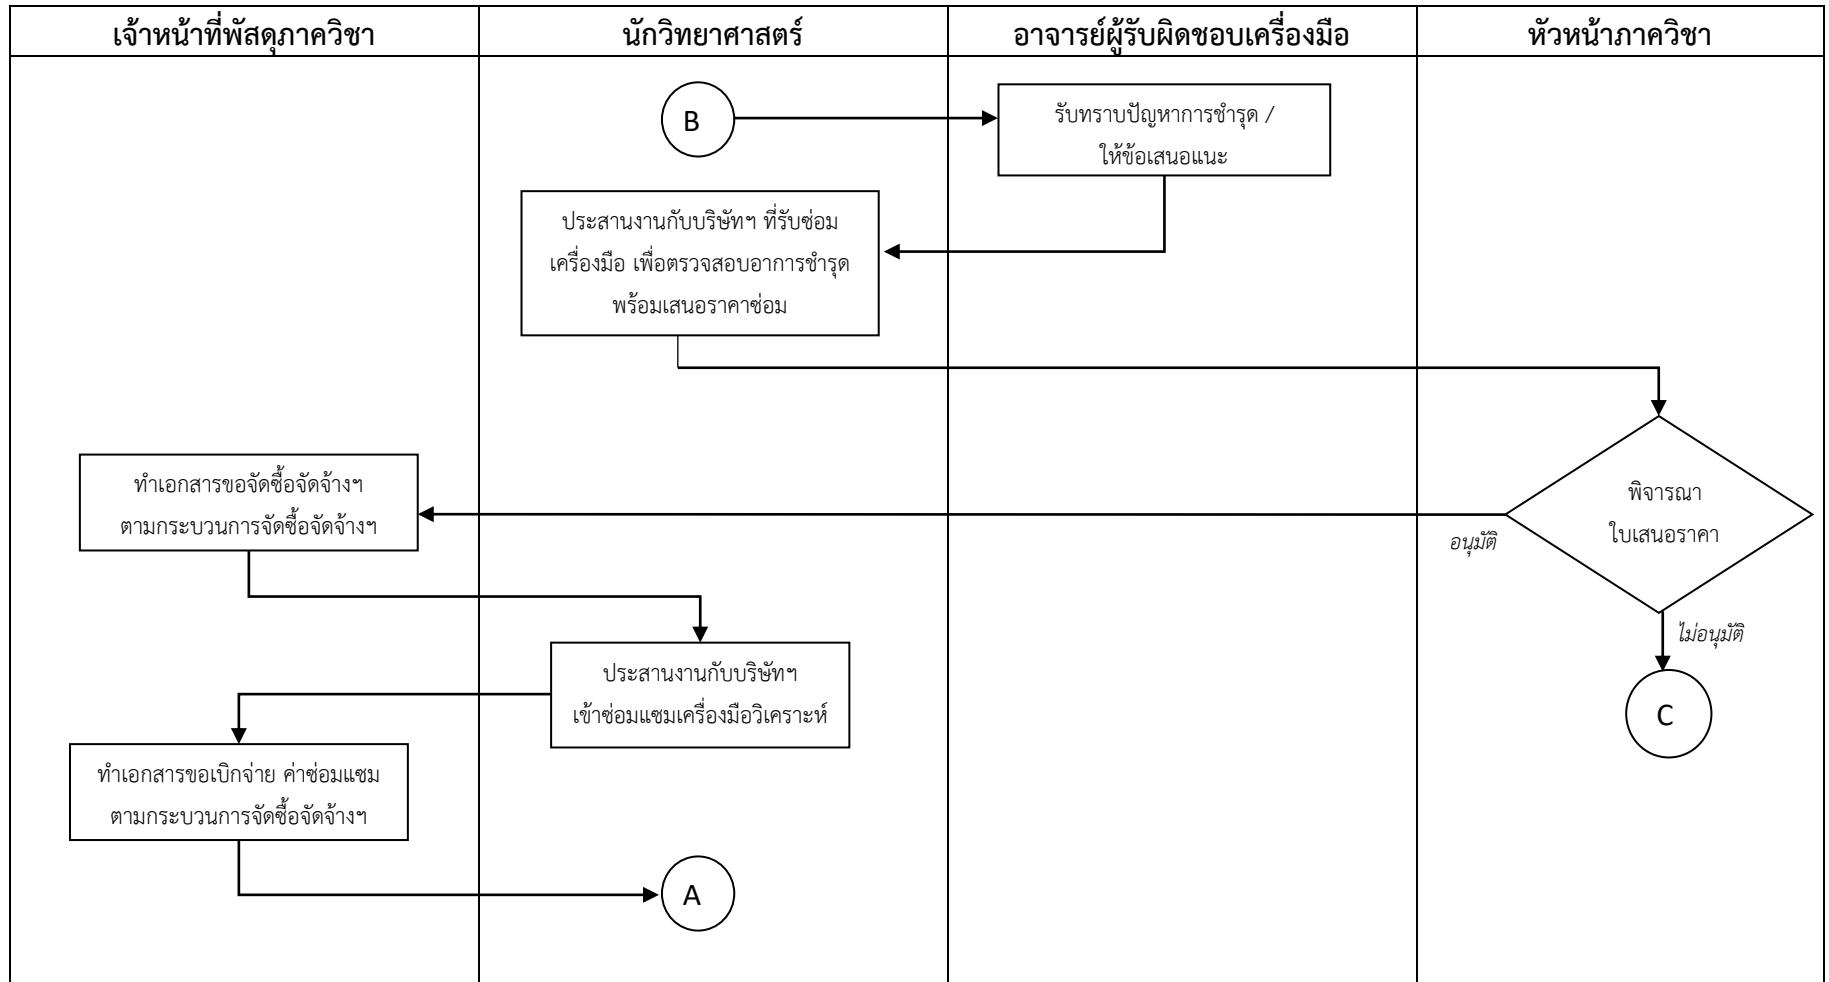 เจ้าหน้าที่พัสดุภาควิชา
นักวิทยาศาสตร์
อาจารย์ผู้รับผิดชอบเครื่องมือ
หัวหน้าภาควิชา
B
รับทราบปัญหาการชำรุด /
ให้ข้อเสนอแนะ
ประสานงานกับบริษัทฯ ที่รับซ่อม
เครื่องมือ เพื่อตรวจสอบอาการชำรุด
พร้อมเสนอราคาซ่อม
พิจารณา
ใบเสนอราคา
อนุมัติ
ไม่อนุมัติ
C
ทำเอกสารขอจัดซื้อจัดจ้างฯ
ตามกระบวนการจัดซื้อจัดจ้างฯ
ประสานงานกับบริษัทฯ
เข้าซ่อมแซมเครื่องมือวิเคราะห์
ทำเอกสารขอเบิกจ่าย ค่าซ่อมแซม
ตามกระบวนการจัดซื้อจัดจ้างฯ
A